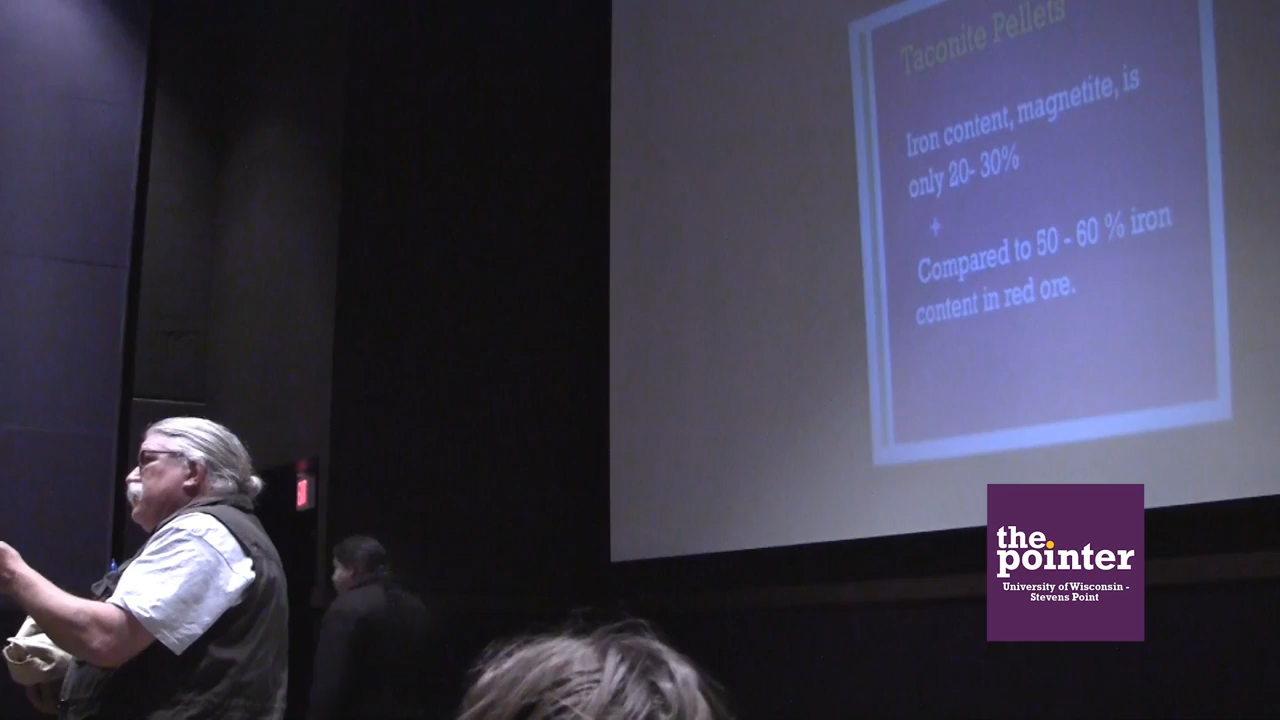 Taconite Pellets
Iron content, magnetite, is
only 20- 30%
+
Compared to 50 - 60 % iron
content in red ore.
the
pointer
University of Wisconsin -
Stevens Point